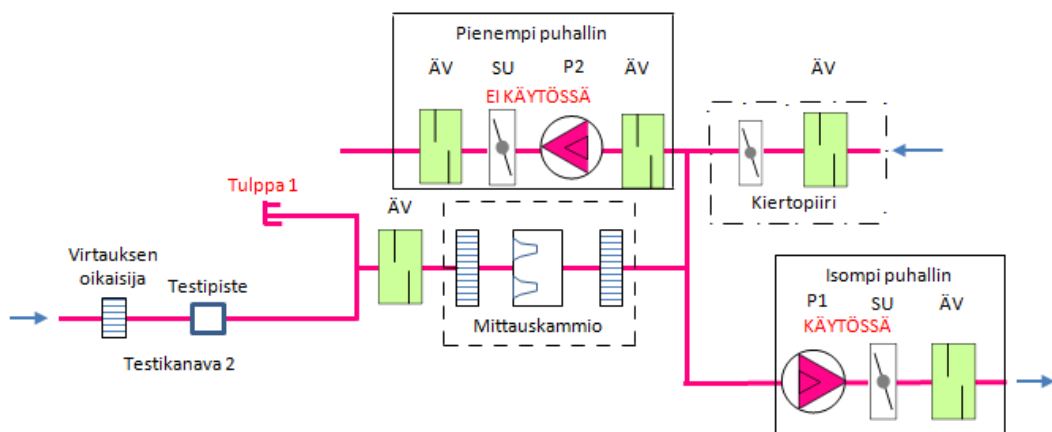 Pienempi puhallin
ÄV SU P2 ÄV
EI KÄYTÖSSÄ
ÄV
Kiertopiiri
Tulppa 1
ÄV
Virtauksen
oikaisija
Testipiste
Testikanava 2
Mittauskammio
Isompi puhallin
P1 SU ÄV
KÄYTÖSSÄ